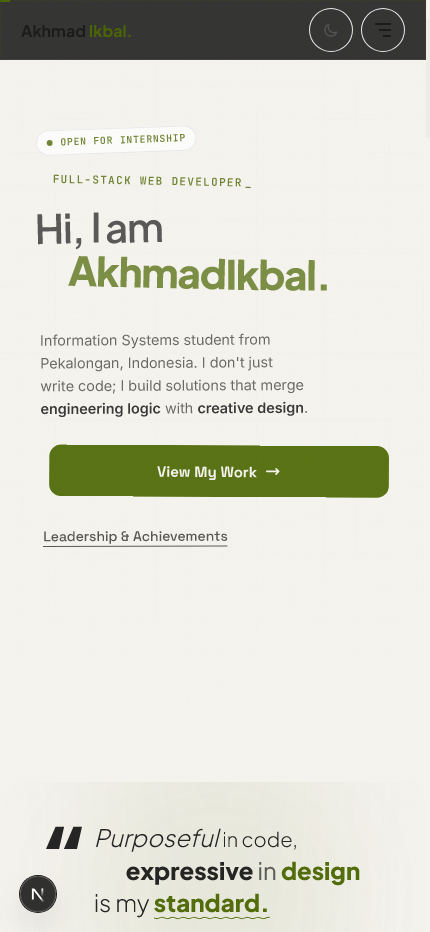 Akhmad Ikbal.
OPEN FOR INTERNSHIP
FULL-STACK WEB DEVELOPER_
Hi, I am
AkhmadIkbal.
Information Systems student from
Pekalongan, Indonesia. I don't just
write code; I build solutions that merge
engineering logic with creative design.
View My Work →
Leadership & Achievements
" Purposeful in code,
expressive in design
is my standard.
N